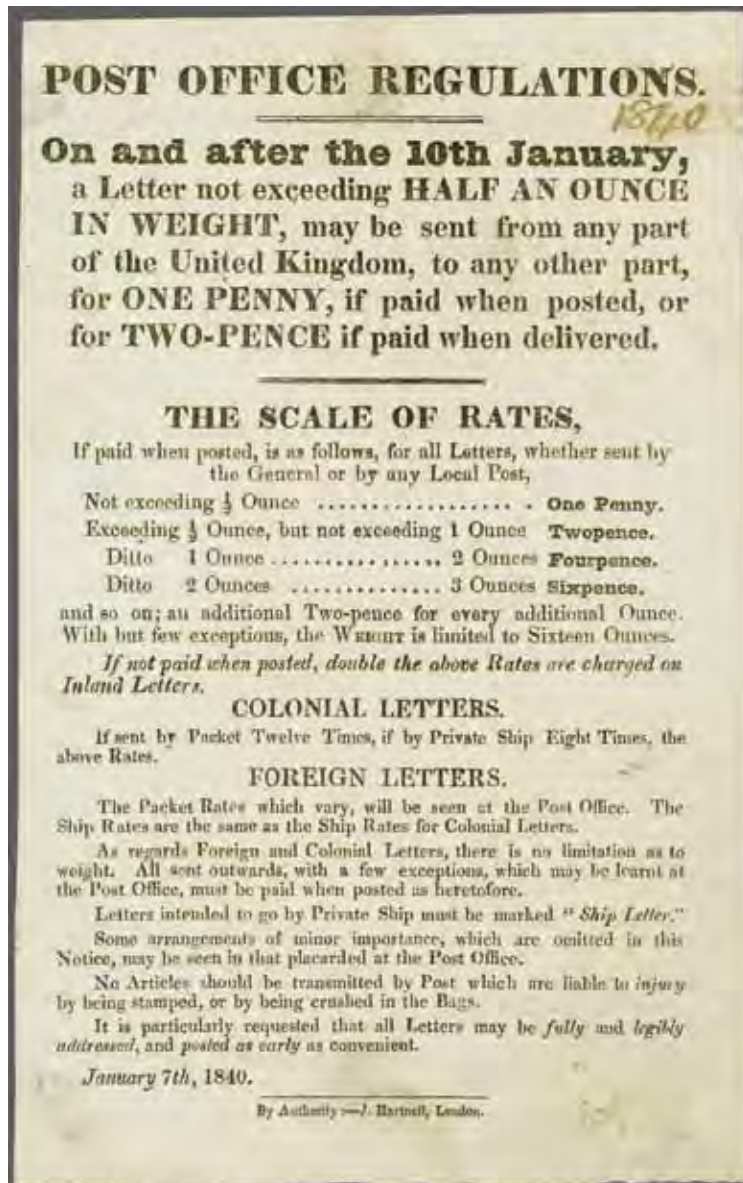 POST OFFICE REGULATIONS.
1840
On and after the 10th January,
a Letter not exceeding HALF AN OUNCE
IN WEIGHT, may be sent from any part
of the United Kingdom, to any other part,
for ONE PENNY, if paid when posted, or
for TWO-PENCE if paid when delivered.
THE SCALE OF RATES,
If paid when posted, is as follows, for all Letters, whether sent by
the General or by any Local Post,
Not exceeding ½ Ounce .................. . One Penny.
Exceeding ½ Ounce, but not exceeding 1 Ounce Twopence.
Ditto 1 Ounce ................ 2 Ounces Fourpence.
Ditto 2 Ounces .............. 3 Ounces Sixpence.
and so on; an additional Two-pence for every additional Ounce.
With but few exceptions, the WEIGHT is limited to Sixteen Ounces.
If not paid when posted, double the above Rates are charged on
Inland Letters.
COLONIAL LETTERS.
If sent by Packet Twelve Times, if by Private Ship Eight Times, the
above Rates.
FOREIGN LETTERS.
The Packet Rates which vary, will be seen at the Post Office. The
Ship Rates are the same as the Ship Rates for Colonial Letters.
As regards Foreign and Colonial Letters, there is no limitation as to
weight. All sent outwards, with a few exceptions, which may be learnt at
the Post Office, must be paid when posted as heretofore.
Letters intended to go by Private Ship must be marked "Ship Letter."
Some arrangements of minor importance, which are omitted in this
Notice, may be seen in that placarded at the Post Office.
No Articles should be transmitted by Post which are liable to injury
by being stamped, or by being crushed in the Bags.
It is particularly requested that all Letters may be fully and legibly
addressed, and posted as early as convenient.
January 7th, 1840.
By Authority:—J. Hartnell, London.